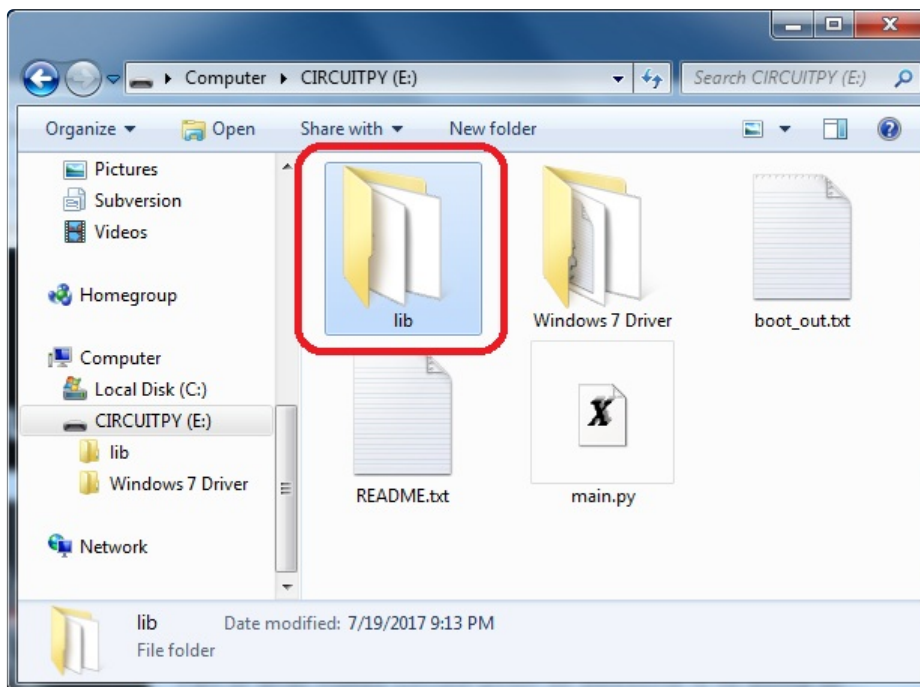 Computer ▸ CIRCUITPY (E:)
Search CIRCUITPY (E:)
Organize
Open
Share with
New folder
Pictures
Subversion
Videos
Homegroup
Computer
Local Disk (C:)
CIRCUITPY (E:)
lib
Windows 7 Driver
Network
lib
Windows 7 Driver
boot_out.txt
README.txt
X
main.py
lib
Date modified: 7/19/2017 9:13 PM
File folder